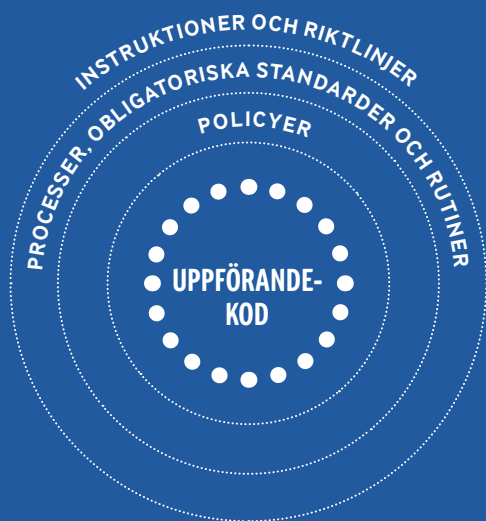 INSTRUKTIONER OCH RIKTLINJER
PROCESSER, OBLIGATORISKA STANDARDER OCH RUTINER
POLICYER
UPPFÖRANDE-
KOD